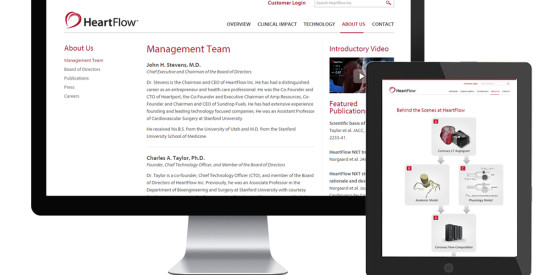 Customer Login
Search HeartFlow Inc.
HeartFlow
OVERVIEW CLINICAL IMPACT TECHNOLOGY ABOUT US CONTACT
About Us
Management Team
Board of Directors
Publications
Press
Careers
Management Team
John H. Stevens, M.D.
Chief Executive and Chairman of the Board of Directors
Dr. Stevens is the Chairman and CEO of HeartFlow Inc. He has had a distinguished
career as an entrepreneur and health care professional. He was the Co-Founder and
CTO of Heartport, the Co-Founder and Executive Chairman of Amp Resources, Co-
Founder and Chairman and CEO of Sundrop Fuels. He has had extensive experience
founding and leading technology focused companies. He was an Assistant Professor
of Cardiovascular Surgery at Stanford University.
He received his B.S. from the University of Utah and M.D. from the Stanford
University School of Medicine.
Charles A. Taylor, Ph.D.
Founder, Chief Technology Officer, and Member of the Board of Directors
Dr. Taylor is a co-founder, Chief Technology Officer (CTO), and member of the Board
of Directors of HeartFlow Inc. Previously, he was an Associate Professor in the
Department of Bioengineering and Surgery at Stanford University with courtesy
Introductory Video
Featured
Publication
Scientific basis of
Taylor et al. JACC,
2233-41.
HeartFlow NXT
Norgaard et al. JACC
HeartFlow NXT
rationale and
Norgaard et al.
HeartFlow
Behind the Scenes at HeartFlow
A
Coronary CT Angiogram
B
Anatomic Model
C
Physiology Model
D
Coronary Flow Computation